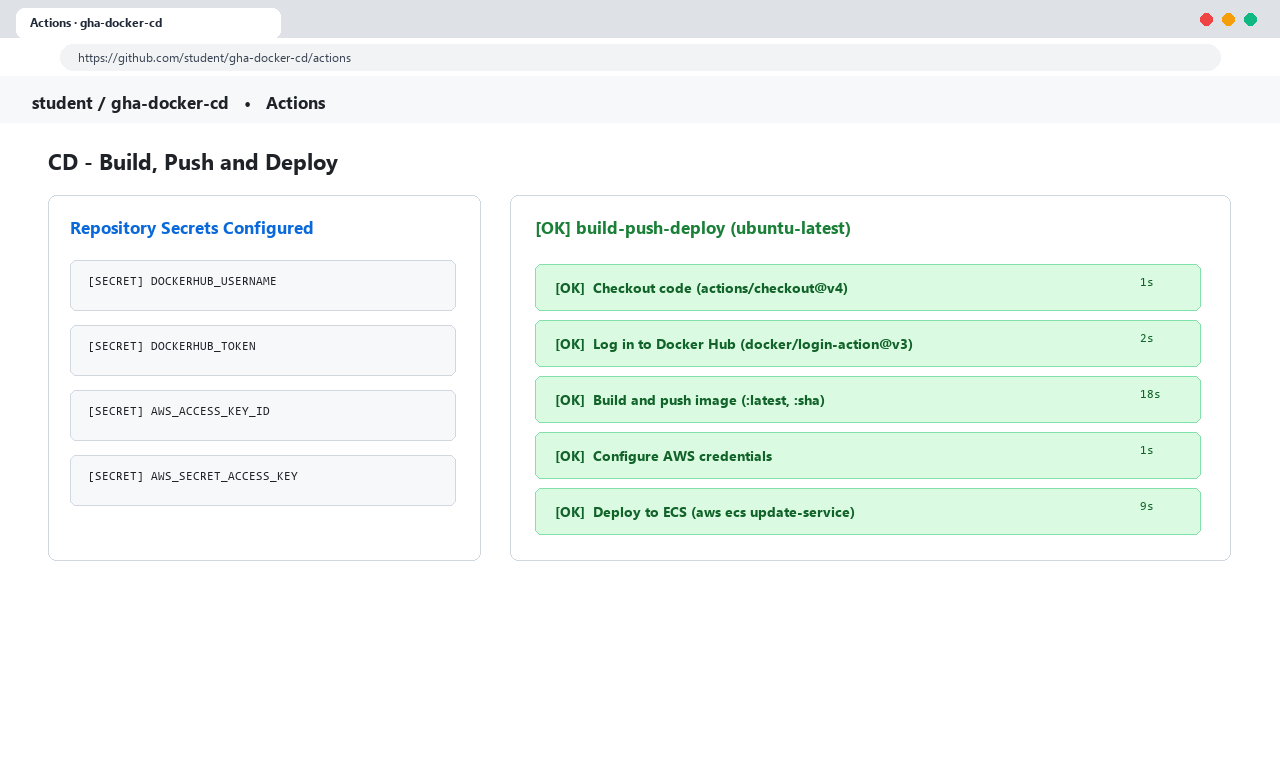 Actions · gha-docker-cd
https://github.com/student/gha-docker-cd/actions
student / gha-docker-cd • Actions
CD - Build, Push and Deploy
Repository Secrets Configured
[SECRET] DOCKERHUB_USERNAME
[SECRET] DOCKERHUB_TOKEN
[SECRET] AWS_ACCESS_KEY_ID
[SECRET] AWS_SECRET_ACCESS_KEY
[OK] build-push-deploy (ubuntu-latest)
[OK] Checkout code (actions/checkout@v4) 1s
[OK] Log in to Docker Hub (docker/login-action@v3) 2s
[OK] Build and push image (:latest, :sha) 18s
[OK] Configure AWS credentials 1s
[OK] Deploy to ECS (aws ecs update-service) 9s